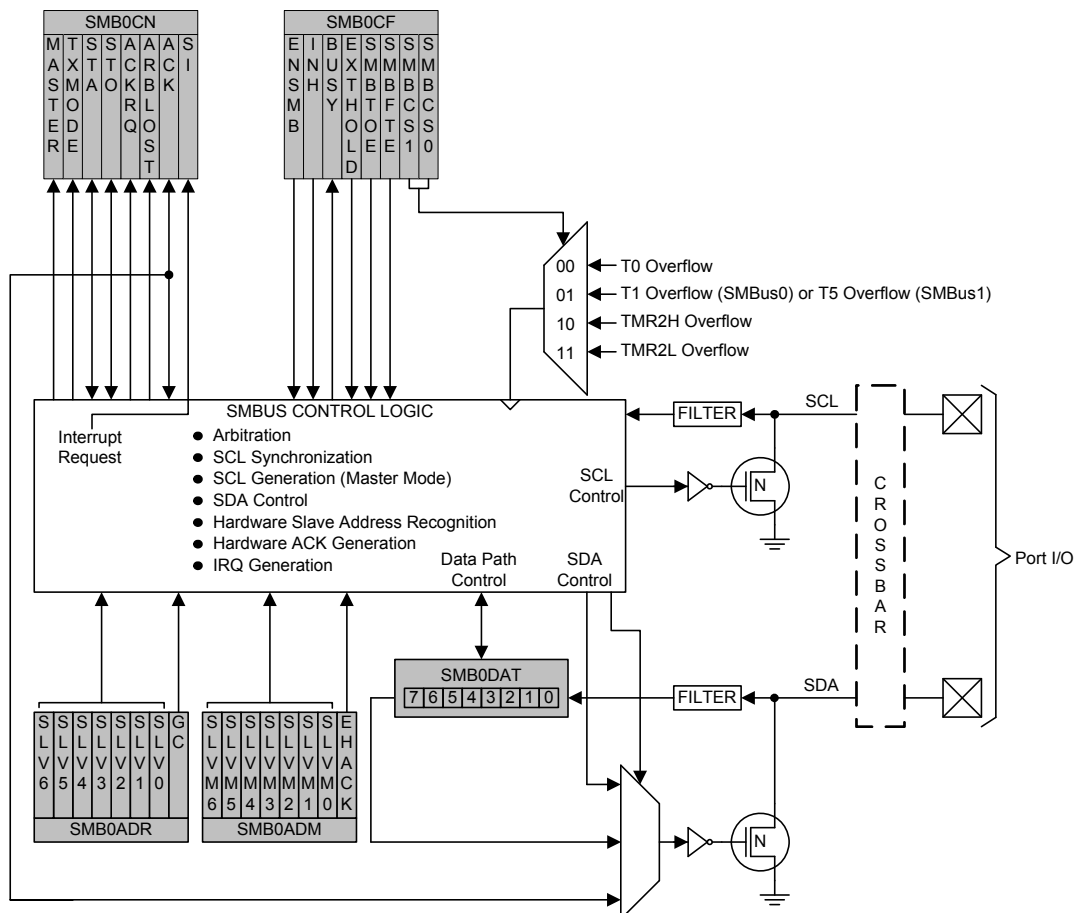 SMB0CN
MASTER
TXMODE
STA
STO
ACKRQ
ARBLOST
ACK
SI
SMB0CF
ENSMB
INH
BUSY
EXTHOLD
SMBTOE
SMBFTE
SMBCS1
SMBCS0
00
T0 Overflow
01
T1 Overflow (SMBus0) or T5 Overflow (SMBus1)
10
TMR2H Overflow
11
TMR2L Overflow
SMBUS CONTROL LOGIC
Interrupt
Request
● Arbitration
● SCL Synchronization
● SCL Generation (Master Mode)
● SDA Control
● Hardware Slave Address Recognition
● Hardware ACK Generation
● IRQ Generation
Data Path
Control
SDA
Control
SCL
Control
FILTER
SCL
N
CROSSBAR
Port I/O
SMB0DAT
7 6 5 4 3 2 1 0
FILTER
SDA
N
SLV6
SLV5
SLV4
SLV3
SLV2
SLV1
SLV0
GC
SMB0ADR
SLVM6
SLVM5
SLVM4
SLVM3
SLVM2
SLVM1
SLVM0
EHACK
SMB0ADM